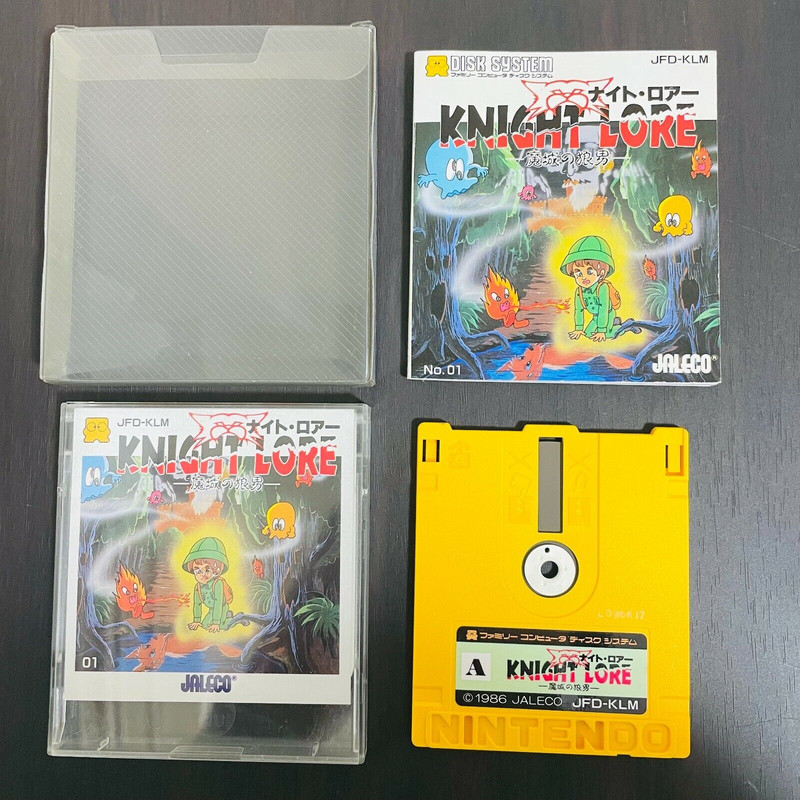 DISK SYSTEM
ファミリー コンピュータ ディスク システム
JFD-KLM
ナイト・ロアー
KNIGHT LORE
魔城の狼男
No.01
JALECO
JFD-KLM
ナイト・ロアー
KNIGHT LORE
魔城の狼男
01
JALECO
ファミリー コンピュータ ディスク システム
A
ナイト・ロアー
KNIGHT LORE
魔城の狼男
©1986 JALECO JFD-KLM
NINTENDO